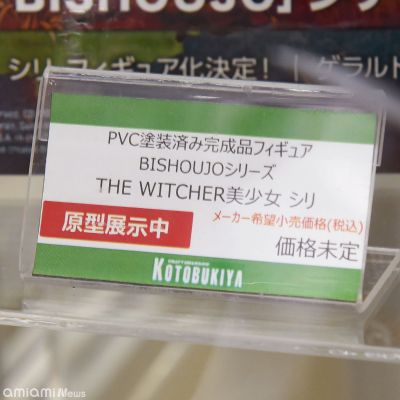 BISHOUJO」シリ
シリ フィギュア化決定！ ｜ ゲラルト
PVC塗装済み完成品フィギュア
BISHOUJOシリーズ
THE WITCHER美少女 シリ
原型展示中
メーカー希望小売価格(税込)
価格未定
KOTOBUKIYA
amiami News